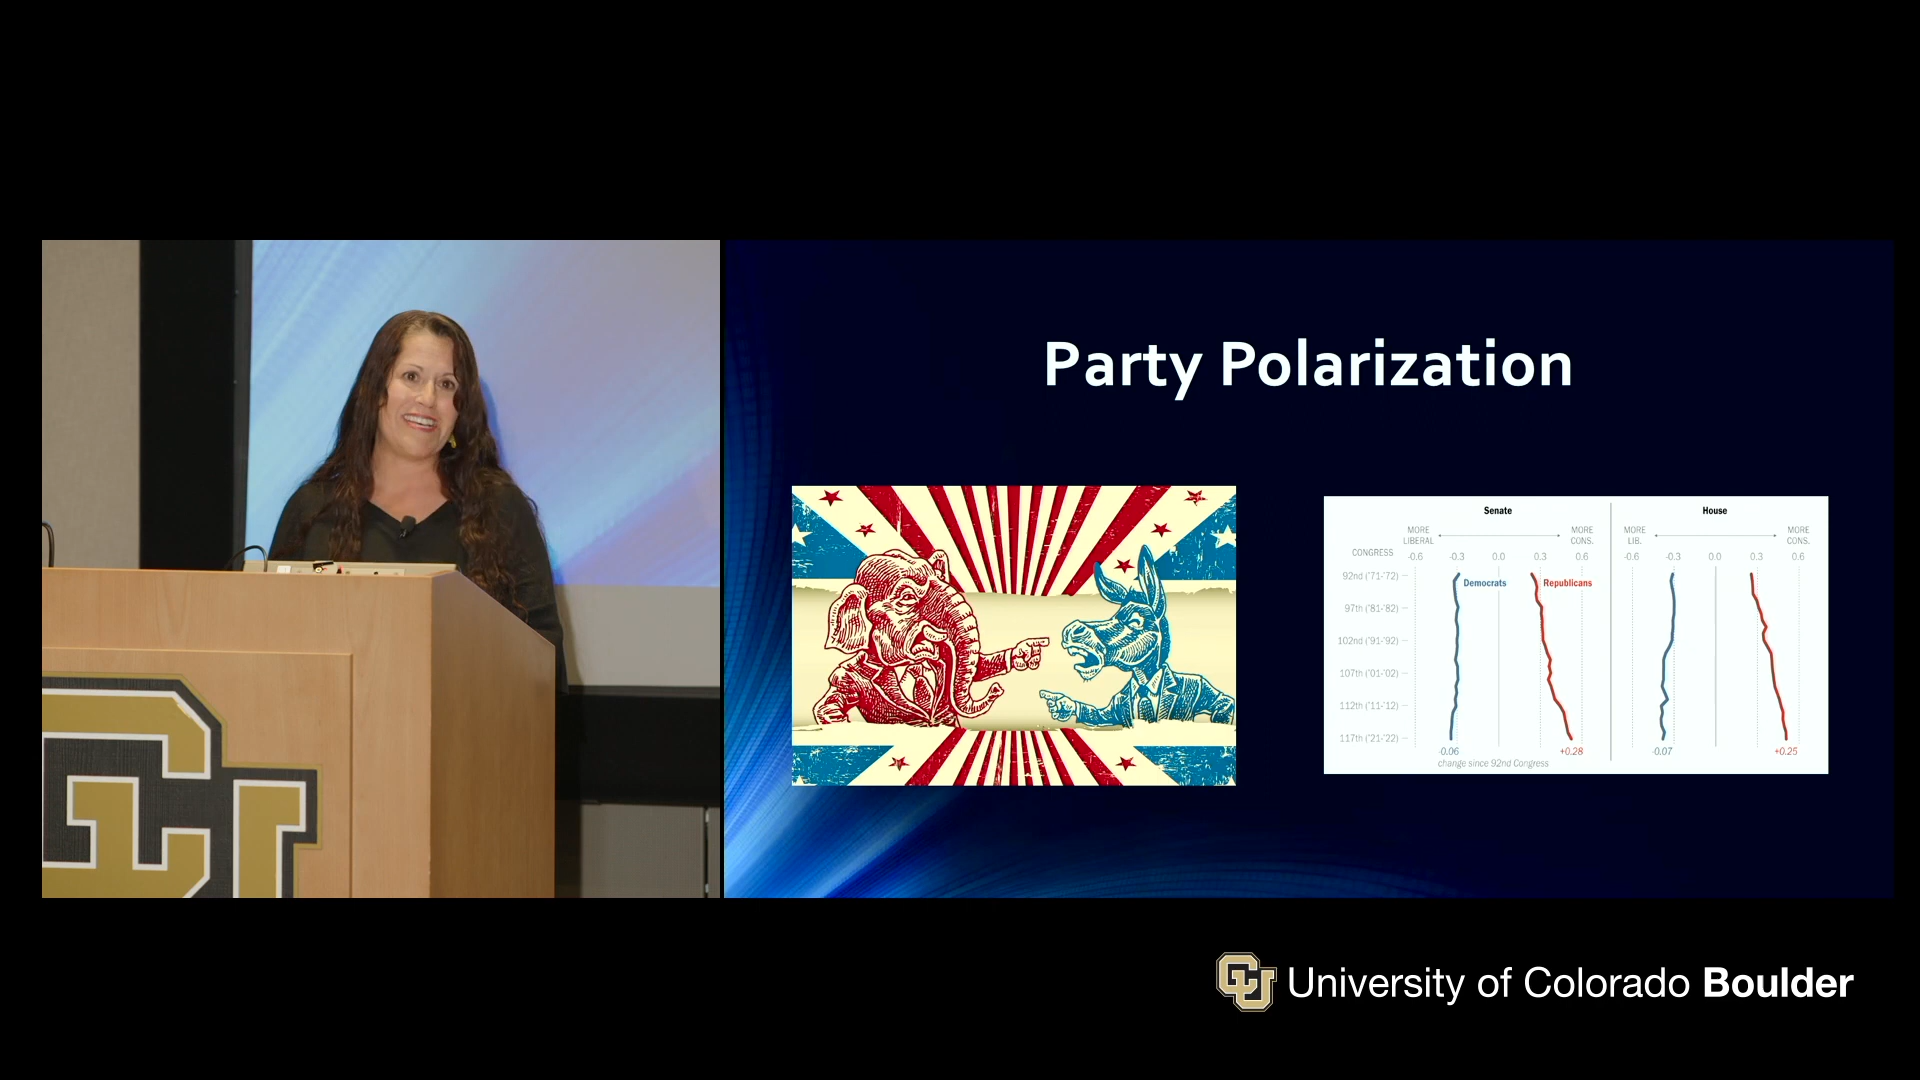 Party Polarization
Senate
House
MORE LIBERAL
MORE CONS.
MORE LIB.
MORE CONS.
CONGRESS
-0.6 -0.3 0.0 0.3 0.6
-0.6 -0.3 0.0 0.3 0.6
92nd ('71-'72)
Democrats
Republicans
97th ('81-'82)
102nd ('91-'92)
107th ('01-'02)
112th ('11-'12)
117th ('21-'22)
-0.06
+0.28
-0.07
+0.25
change since 92nd Congress
CU
CU University of Colorado Boulder